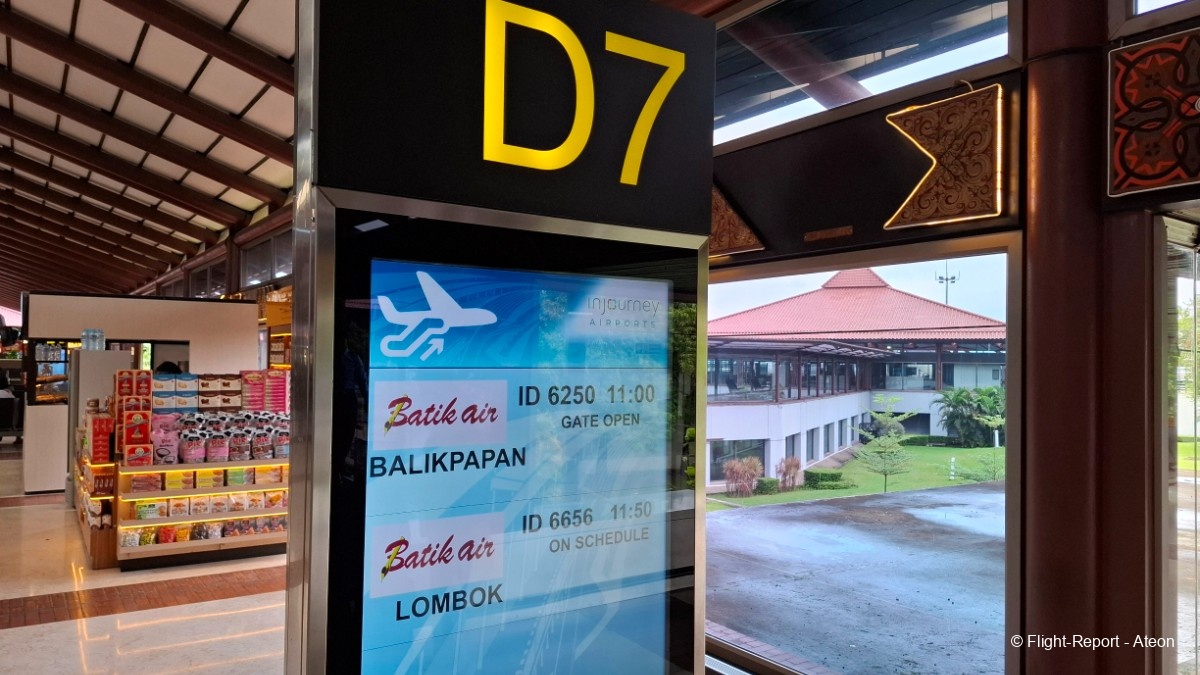 D7
injourney
AIRPORTS
Batik air
ID 6250 11:00
GATE OPEN
BALIKPAPAN
Batik air
ID 6656 11:50
ON SCHEDULE
LOMBOK
© Flight-Report - Ateon